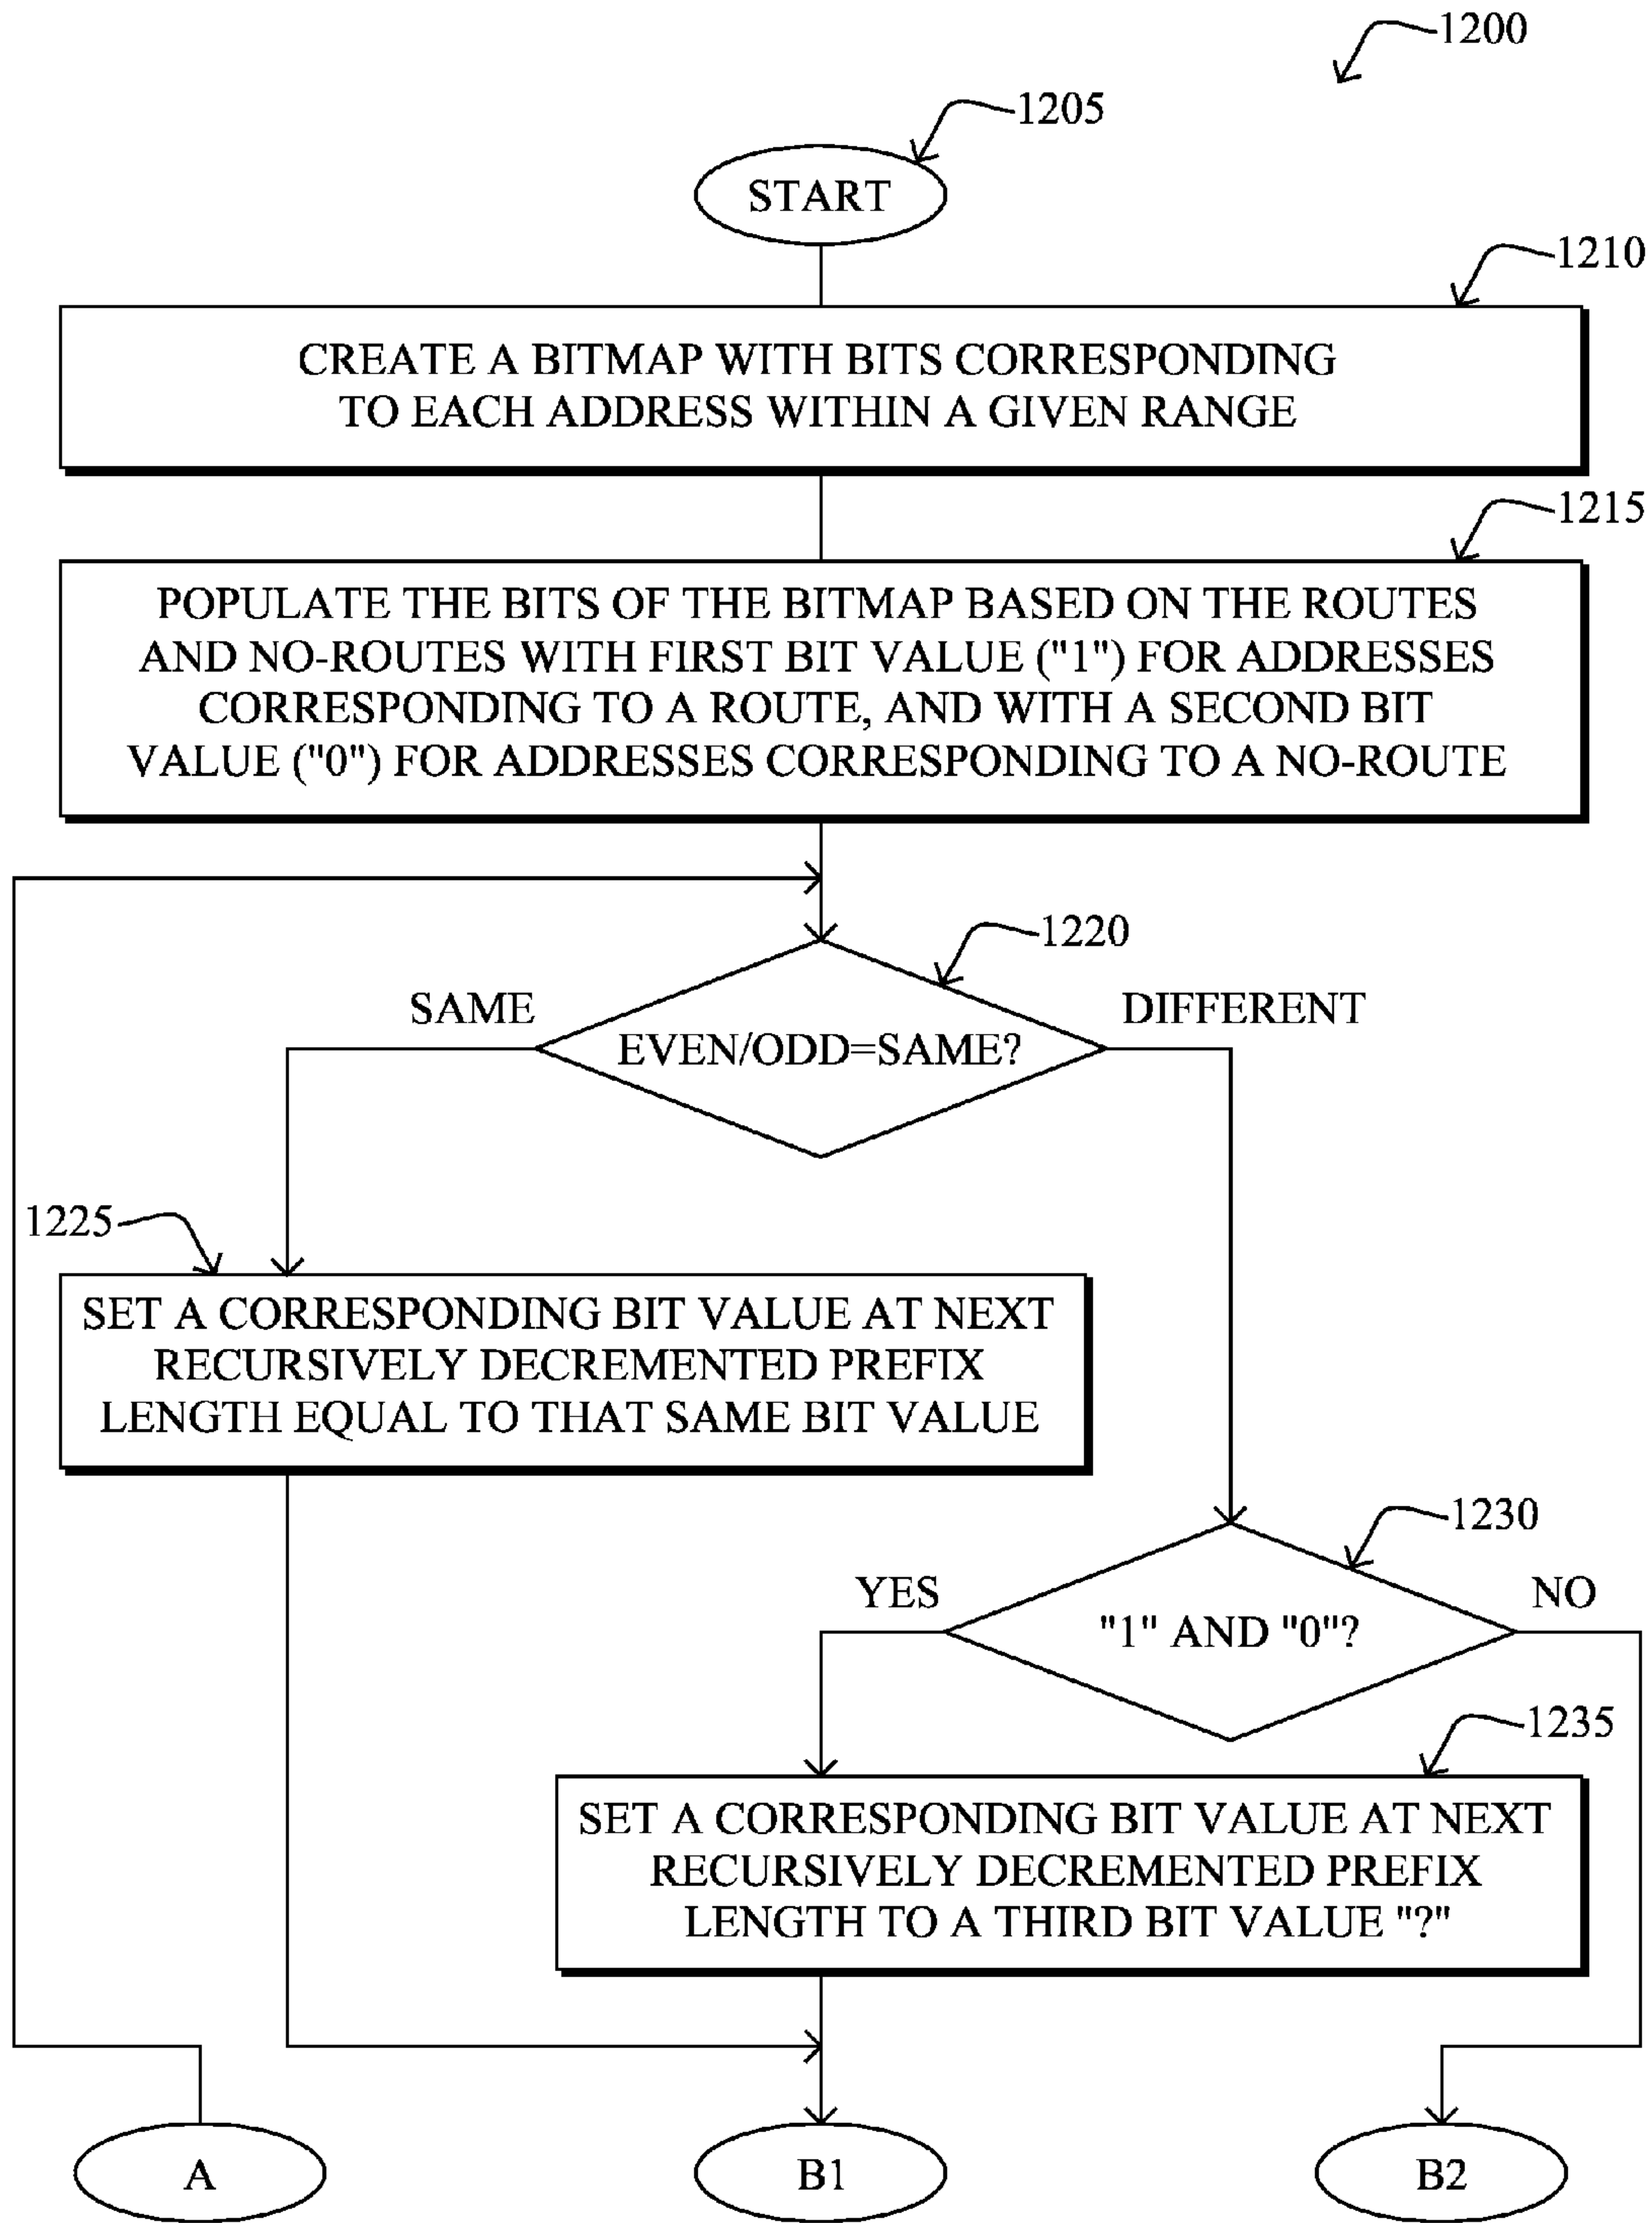 1200
1205
START
1210
CREATE A BITMAP WITH BITS CORRESPONDING
TO EACH ADDRESS WITHIN A GIVEN RANGE
1215
POPULATE THE BITS OF THE BITMAP BASED ON THE ROUTES
AND NO-ROUTES WITH FIRST BIT VALUE ("1") FOR ADDRESSES
CORRESPONDING TO A ROUTE, AND WITH A SECOND BIT
VALUE ("0") FOR ADDRESSES CORRESPONDING TO A NO-ROUTE
1220
SAME
DIFFERENT
EVEN/ODD=SAME?
1225
SET A CORRESPONDING BIT VALUE AT NEXT
RECURSIVELY DECREMENTED PREFIX
LENGTH EQUAL TO THAT SAME BIT VALUE
1230
YES
NO
"1" AND "0"?
1235
SET A CORRESPONDING BIT VALUE AT NEXT
RECURSIVELY DECREMENTED PREFIX
LENGTH TO A THIRD BIT VALUE "?"
A
B1
B2